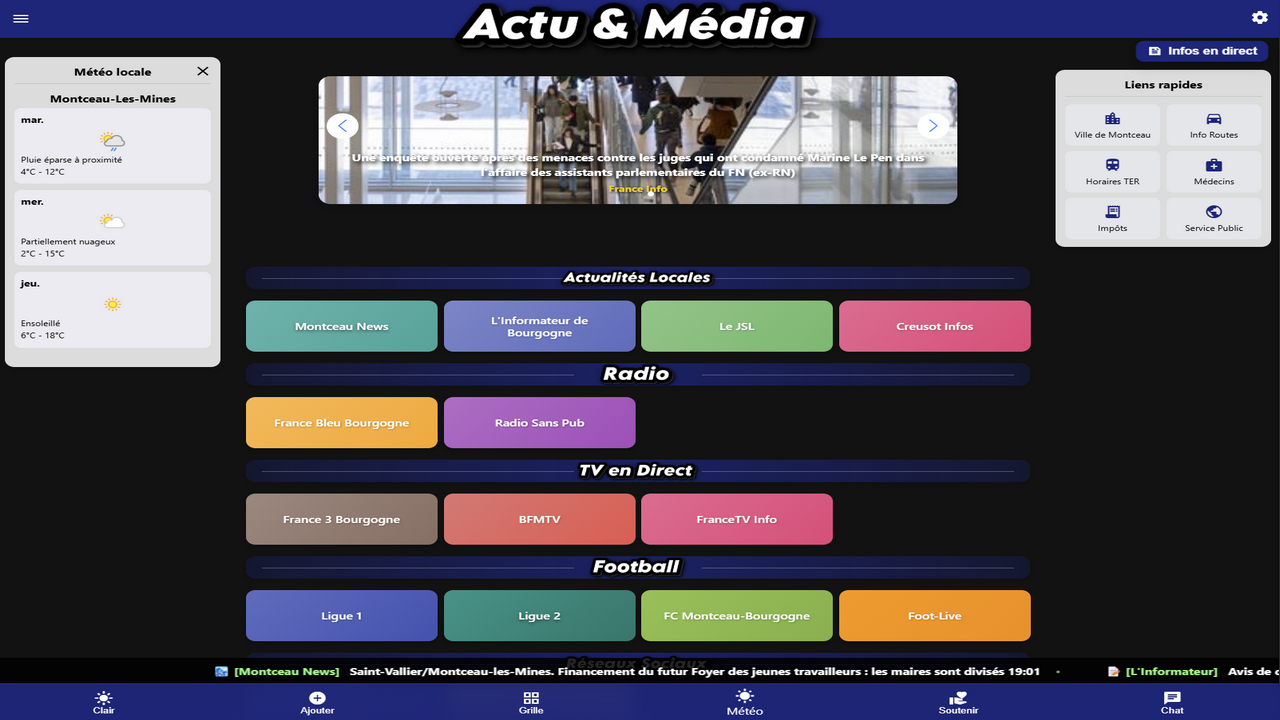 Actu & Média
Infos en direct
Météo locale
Montceau-Les-Mines
mar.
Pluie éparse à proximité
4°C - 12°C
mer.
Partiellement nuageux
2°C - 15°C
jeu.
Ensoleillé
6°C - 18°C
Une enquête ouverte après des menaces contre les juges qui ont condamné Marine Le Pen dans
l'affaire des assistants parlementaires du FN (ex-RN)
France Info
Liens rapides
Ville de Montceau
Info Routes
Horaires TER
Médecins
Impôts
Service Public
Actualités Locales
Montceau News
L'Informateur de
Bourgogne
Le JSL
Creusot Infos
Radio
France Bleu Bourgogne
Radio Sans Pub
TV en Direct
France 3 Bourgogne
BFMTV
FranceTV Info
Football
Ligue 1
Ligue 2
FC Montceau-Bourgogne
Foot-Live
Réseaux Sociaux
[Montceau News] Saint-Vallier/Montceau-les-Mines. Financement du futur Foyer des jeunes travailleurs : les maires sont divisés 19:01 • [L'Informateur] Avis de
Clair
Ajouter
Grille
Météo
Soutenir
Chat